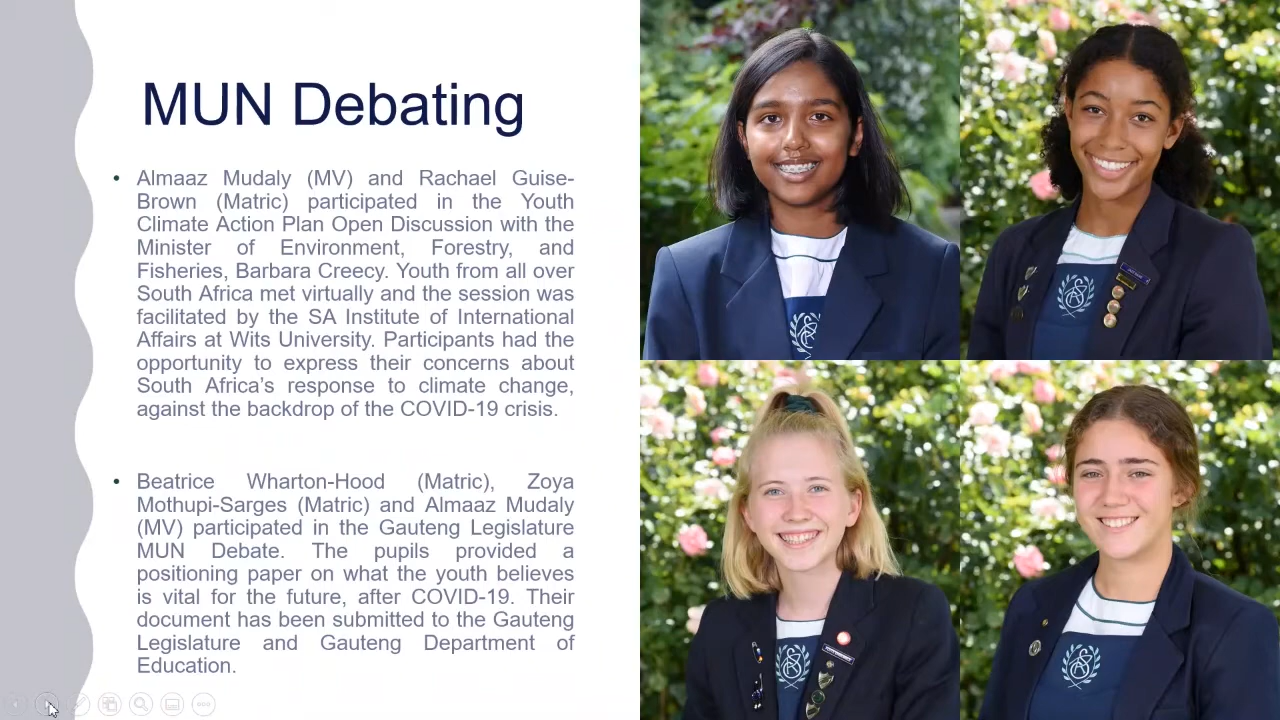 MUN Debating
• Almaaz Mudaly (MV) and Rachael Guise-
Brown (Matric) participated in the Youth
Climate Action Plan Open Discussion with the
Minister of Environment, Forestry, and
Fisheries, Barbara Creecy. Youth from all over
South Africa met virtually and the session was
facilitated by the SA Institute of International
Affairs at Wits University. Participants had the
opportunity to express their concerns about
South Africa’s response to climate change,
against the backdrop of the COVID-19 crisis.
• Beatrice Wharton-Hood (Matric), Zoya
Mothupi-Sarges (Matric) and Almaaz Mudaly
(MV) participated in the Gauteng Legislature
MUN Debate. The pupils provided a
positioning paper on what the youth believes
is vital for the future, after COVID-19. Their
document has been submitted to the Gauteng
Legislature and Gauteng Department of
Education.